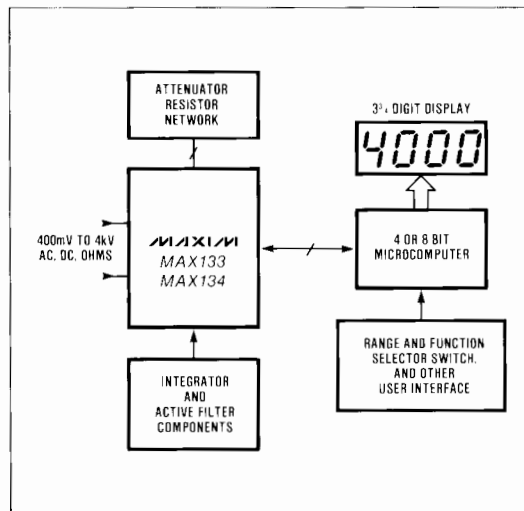 ATTENUATOR
RESISTOR
NETWORK
3¾ DIGIT DISPLAY
4000
400mV TO 4kV
AC, DC, OHMS
MAXIM
MAX133
MAX134
4 OR 8 BIT
MICROCOMPUTER
INTEGRATOR
AND
ACTIVE FILTER
COMPONENTS
RANGE AND FUNCTION
SELECTOR SWITCH,
AND OTHER
USER INTERFACE